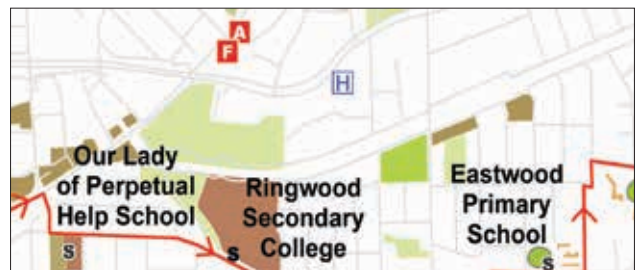 A
F
H
Our Lady
of Perpetual
Help School
Ringwood
Secondary
College
Eastwood
Primary
School
S
S
S